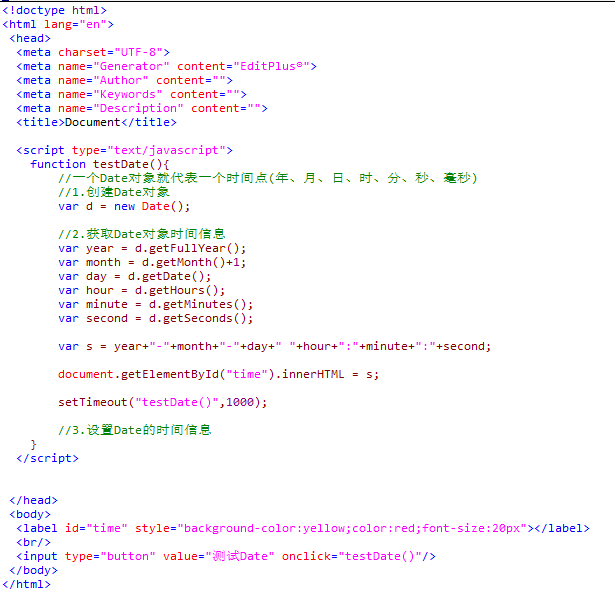 <!doctype html>
<html lang="en">
 <head>
  <meta charset="UTF-8">
  <meta name="Generator" content="EditPlus®">
  <meta name="Author" content="">
  <meta name="Keywords" content="">
  <meta name="Description" content="">
  <title>Document</title>

  <script type="text/javascript">
    function testDate(){
        //一个Date对象就代表一个时间点(年、月、日、时、分、秒、毫秒)
        //1.创建Date对象
        var d = new Date();

        //2.获取Date对象时间信息
        var year = d.getFullYear();
        var month = d.getMonth()+1;
        var day = d.getDate();
        var hour = d.getHours();
        var minute = d.getMinutes();
        var second = d.getSeconds();

        var s = year+"-"+month+"-"+day+" "+hour+":"+minute+":"+second;

        document.getElementById("time").innerHTML = s;

        setTimeout("testDate()",1000);

        //3.设置Date的时间信息
    }
  </script>


 </head>
 <body>
  <label id="time" style="background-color:yellow;color:red;font-size:20px"></label>
  <br/>
  <input type="button" value="测试Date" onclick="testDate()"/>
 </body>
</html>